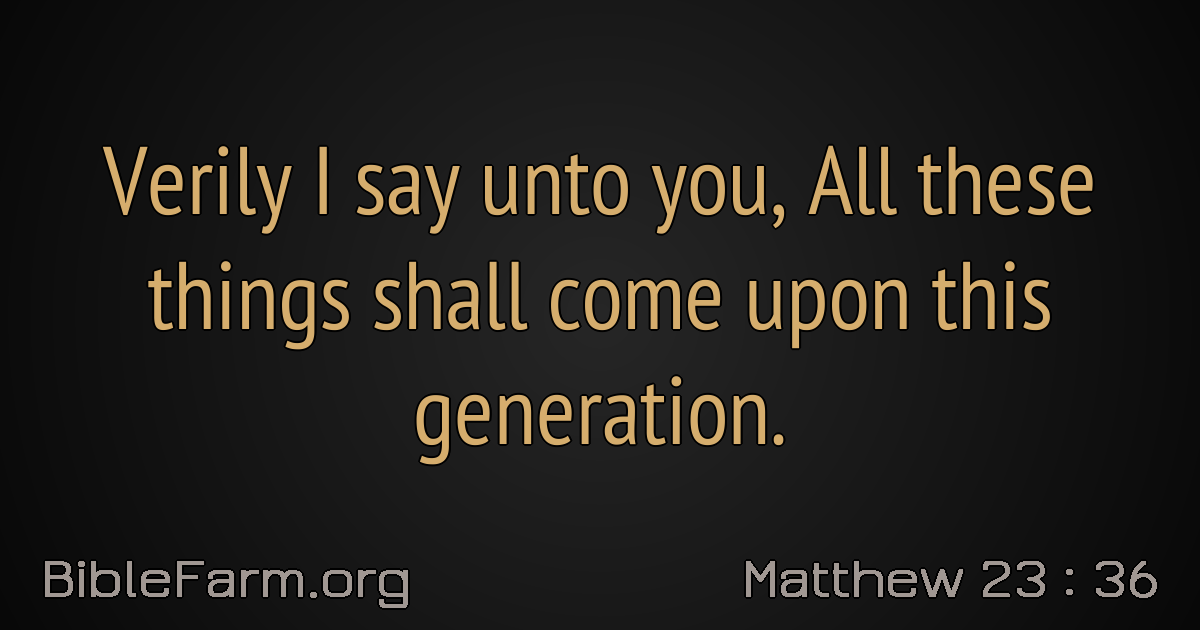 Verily I say unto you, All these
things shall come upon this
generation.
BibleFarm.org
Matthew 23 : 36